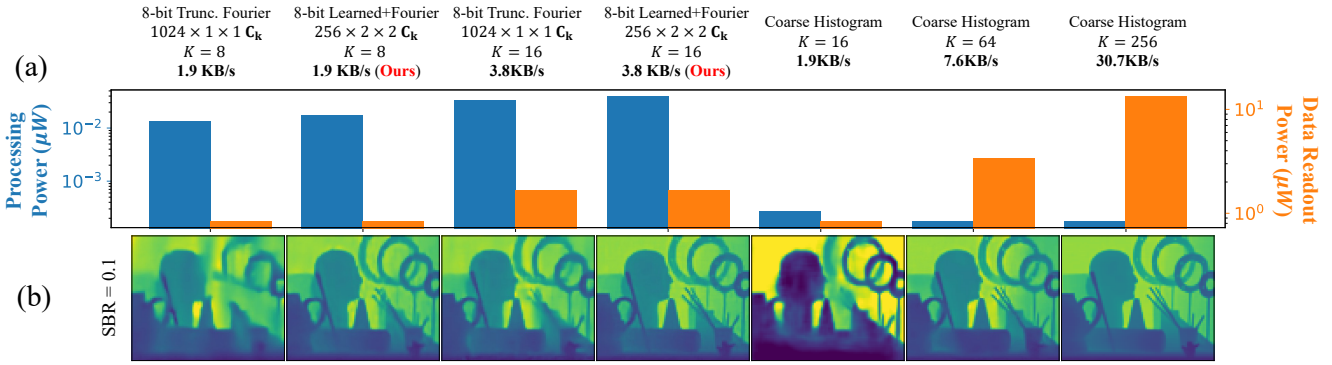 8-bit Trunc. Fourier
1024 × 1 × 1 C_k
K = 8
1.9 KB/s
8-bit Learned+Fourier
256 × 2 × 2 C_k
K = 8
1.9 KB/s (Ours)
8-bit Trunc. Fourier
1024 × 1 × 1 C_k
K = 16
3.8KB/s
8-bit Learned+Fourier
256 × 2 × 2 C_k
K = 16
3.8 KB/s (Ours)
Coarse Histogram
K = 16
1.9KB/s
Coarse Histogram
K = 64
7.6KB/s
Coarse Histogram
K = 256
30.7KB/s
(a)
Processing
Power (μW)
10^{-2}
10^{-3}
10^1
10^0
Data Readout
Power (μW)
(b)
SBR = 0.1